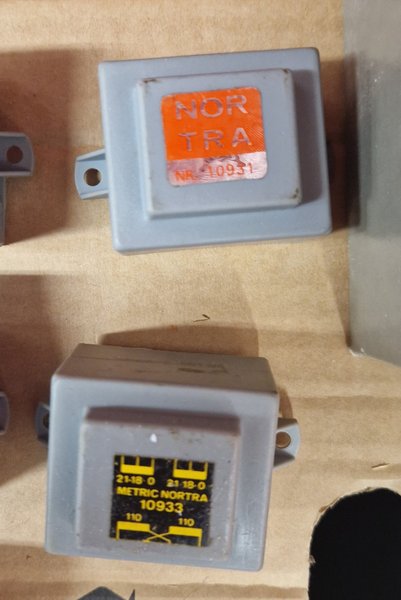 NOR
TRA
NR. 10931
21-18-0 21-18-0
METRIC NORTRA
10933
110 110